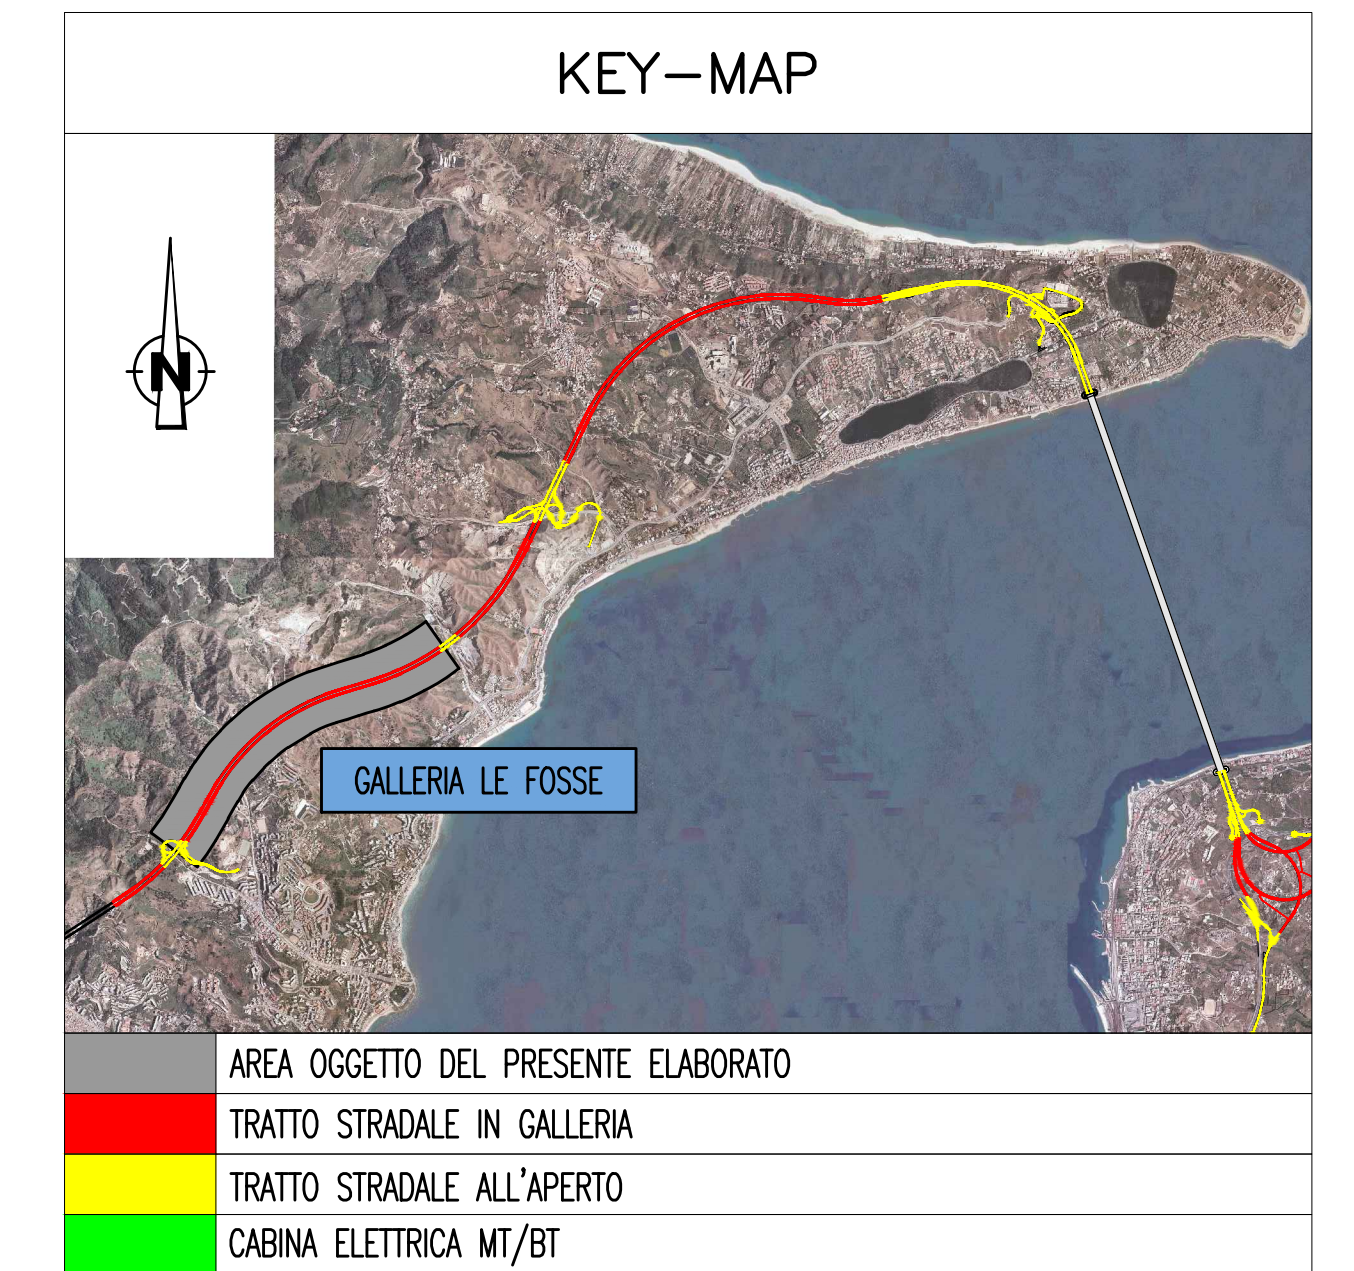 KEY-MAP
N
GALLERIA LE FOSSE
AREA OGGETTO DEL PRESENTE ELABORATO
TRATTO STRADALE IN GALLERIA
TRATTO STRADALE ALL'APERTO
CABINA ELETTRICA MT/BT